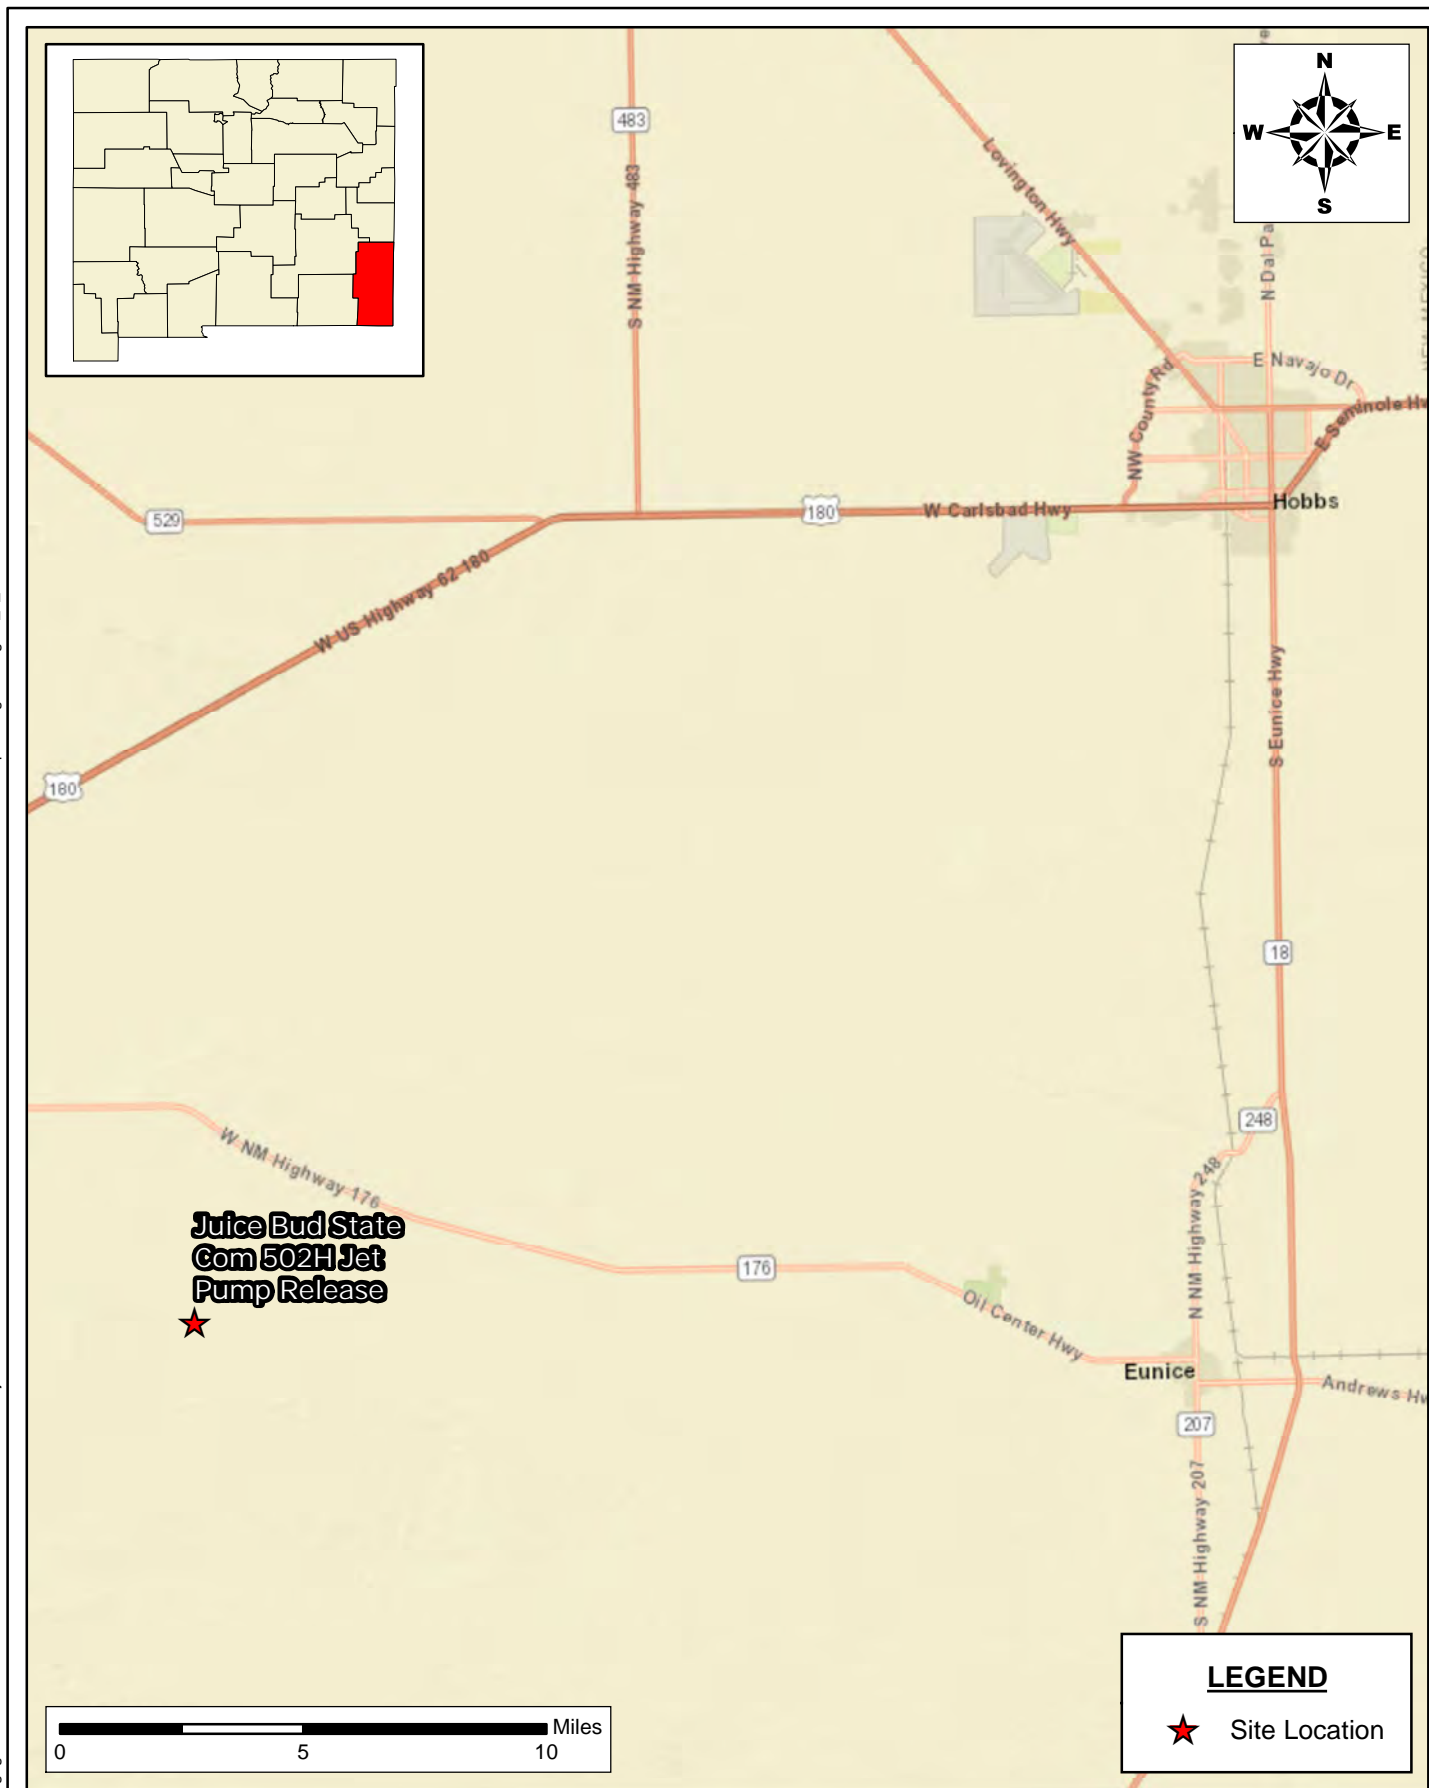 N
W E
S
483
S NM Highway 483
Lovington Hwy
N Dal Pa
NEW MEXICO
E Navajo Dr
NW County Rd
E Seminole Hw
529
180
W Carlsbad Hwy
Hobbs
W US Highway 62 180
180
S Eunice Hwy
18
248
W NM Highway 176
N NM Highway 248
Juice Bud State
Com 502H Jet
Pump Release
176
Oil Center Hwy
Eunice
Andrews Hw
207
S NM Highway 207
LEGEND
Site Location
Miles
0 5 10